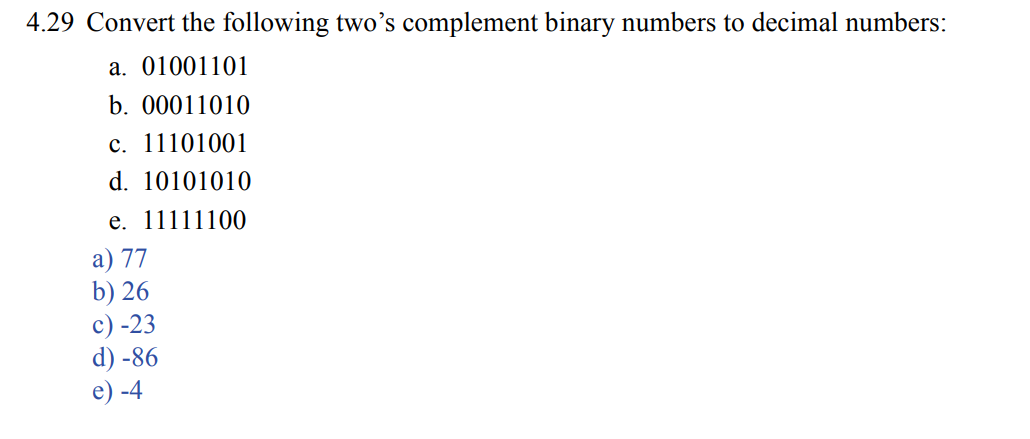 4.29 Convert the following two’s complement binary numbers to decimal numbers:
a. 01001101
b. 00011010
c. 11101001
d. 10101010
e. 11111100
a) 77
b) 26
c) -23
d) -86
e) -4